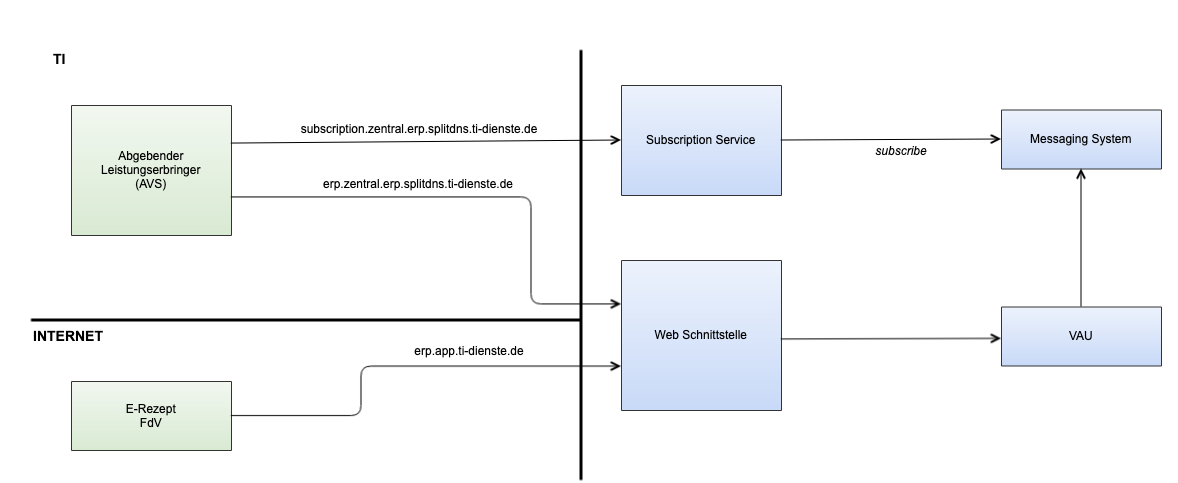 TI
Abgebender
Leistungserbringer
(AVS)
subscription.zentral.erp.splitdns.ti-dienste.de
erp.zentral.erp.splitdns.ti-dienste.de
Subscription Service
subscribe
Messaging System
INTERNET
E-Rezept
FdV
erp.app.ti-dienste.de
Web Schnittstelle
VAU